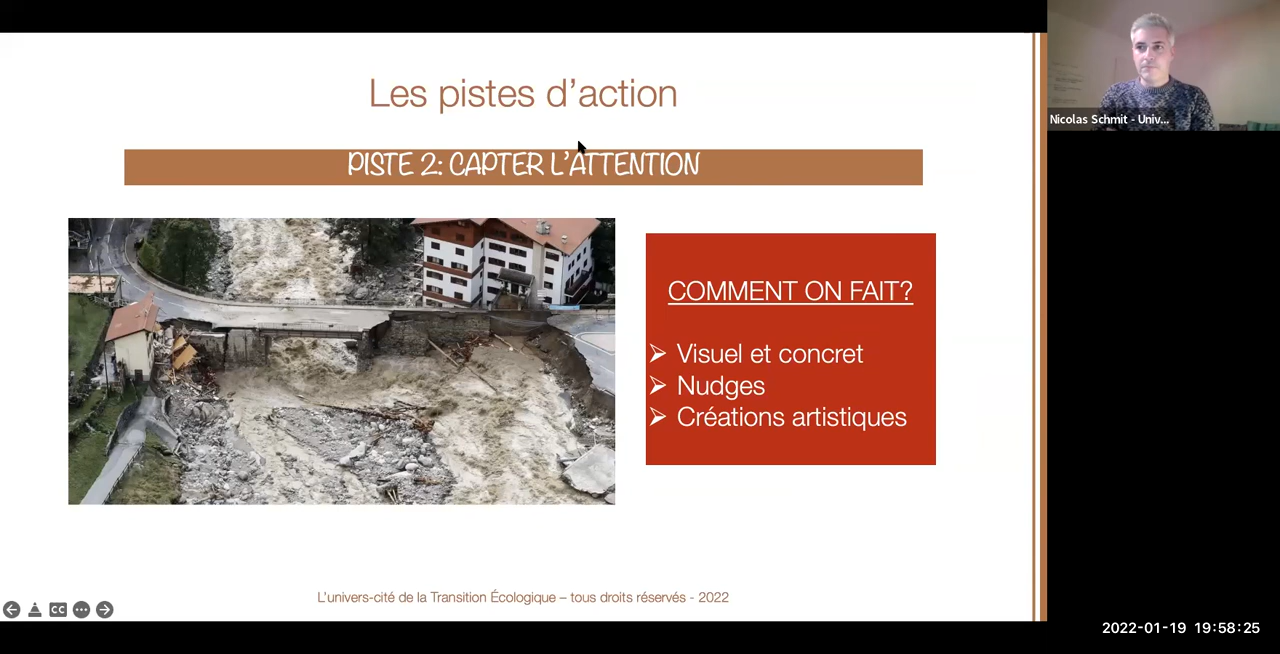 Les pistes d’action
PISTE 2: CAPTER L’ATTENTION
COMMENT ON FAIT?
➢ Visuel et concret
➢ Nudges
➢ Créations artistiques
L’univers-cité de la Transition Écologique – tous droits réservés - 2022
CC
Nicolas Schmit - Univ...
2022-01-19 19:58:25